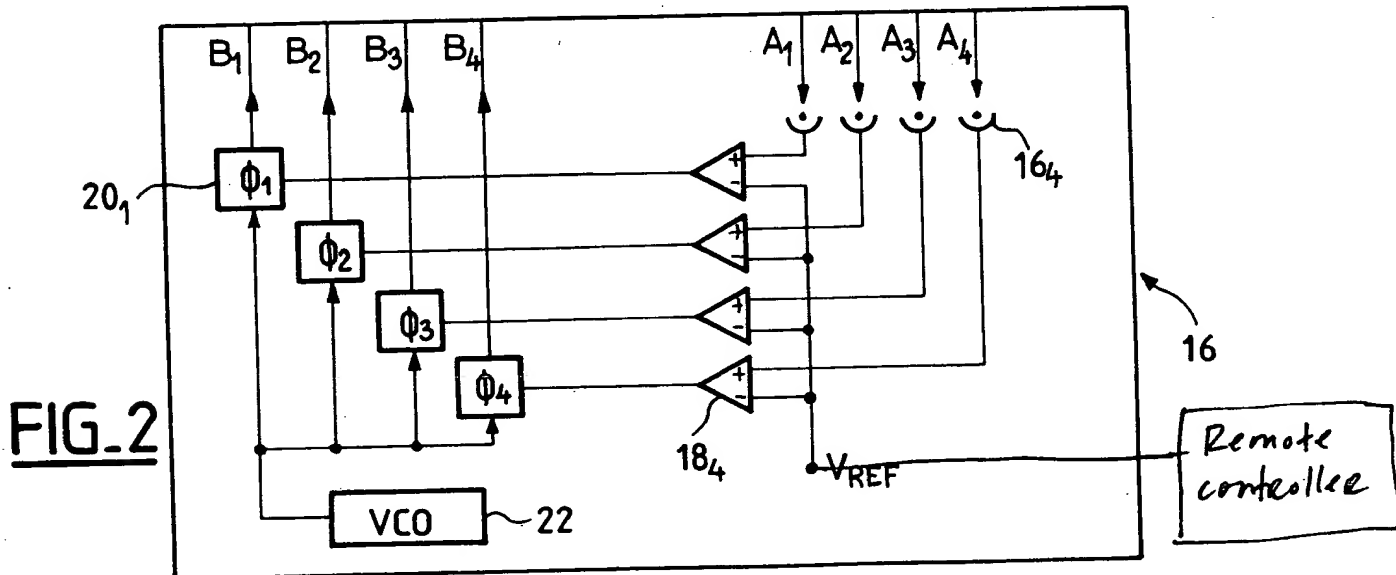 B₁ B₂ B₃ B₄ A₁ A₂ A₃ A₄
+
-
16₄
ϕ₁
20₁
+
-
ϕ₂
+
-
ϕ₃
16
+
-
ϕ₄
FIG_2
18₄
VREF
Remote
controller
VCO
22